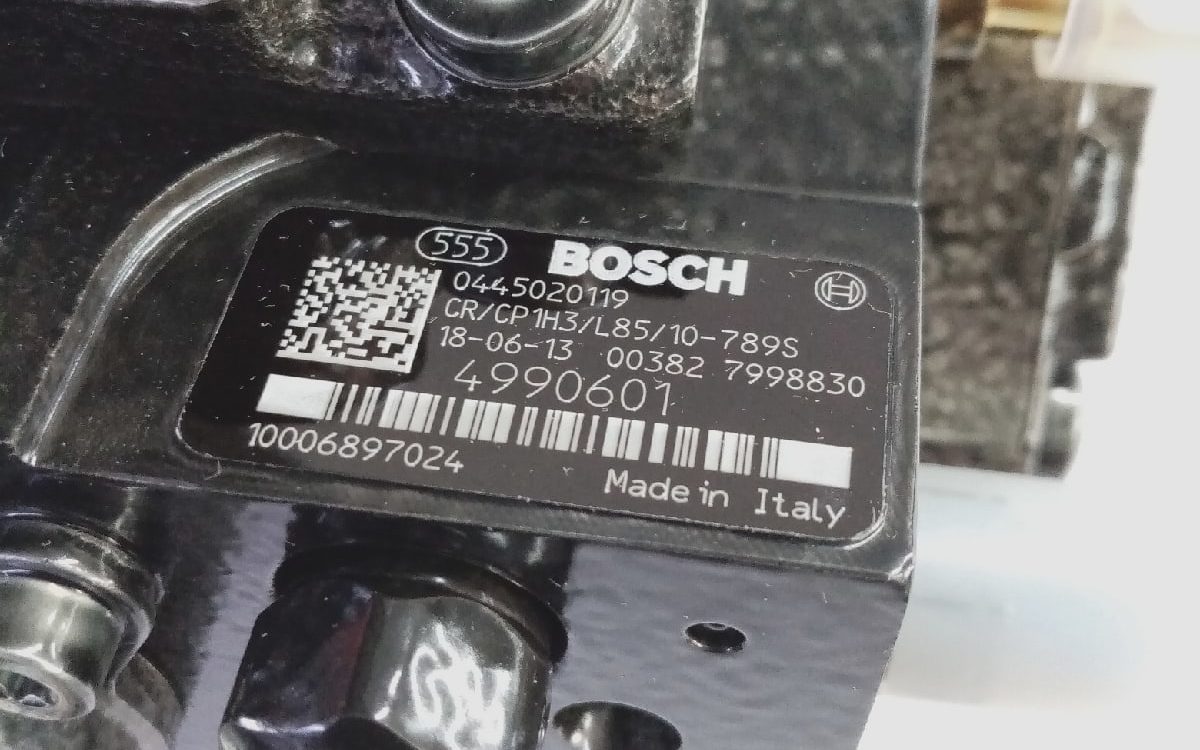 555 BOSCH
0445020119
CR/CP1H3/L85/10-789S
18-06-13 00382 7998830
4990601
10006897024
Made in Italy